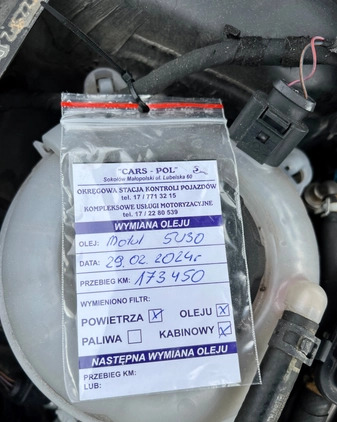 "CARS - POL"
Sokołów Małopolski ul. Lubelska 60
OKRĘGOWA STACJA KONTROLI POJAZDÓW
tel. 17 / 771 32 15
KOMPLEKSOWE USŁUGI MOTORYZACYJNE
tel. 17 / 22 80 539
WYMIANA OLEJU
OLEJ: Motul 5W30
DATA: 29.02.2024r
PRZEBIEG KM: 173450
WYMIENIONO FILTR:
POWIETRZA X OLEJU X
PALIWA KABINOWY X
NASTĘPNA WYMIANA OLEJU
PRZEBIEG KM:
LUB: